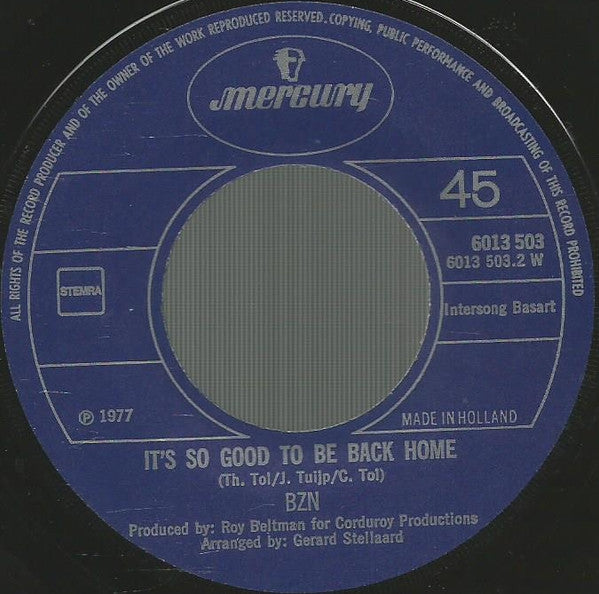 ALL RIGHTS OF THE RECORD PRODUCER AND OF THE OWNER OF THE WORK REPRODUCED RESERVED. COPYING, PUBLIC PERFORMANCE AND BROADCASTING OF THIS RECORD PROHIBITED
mercury
45
6013 503
6013 503.2 W
STEMRA
Intersong Basart
℗ 1977
MADE IN HOLLAND
IT'S SO GOOD TO BE BACK HOME
(Th. Tol/J. Tuijp/C. Tol)
BZN
Produced by: Roy Beltman for Corduroy Productions
Arranged by: Gerard Stellaard